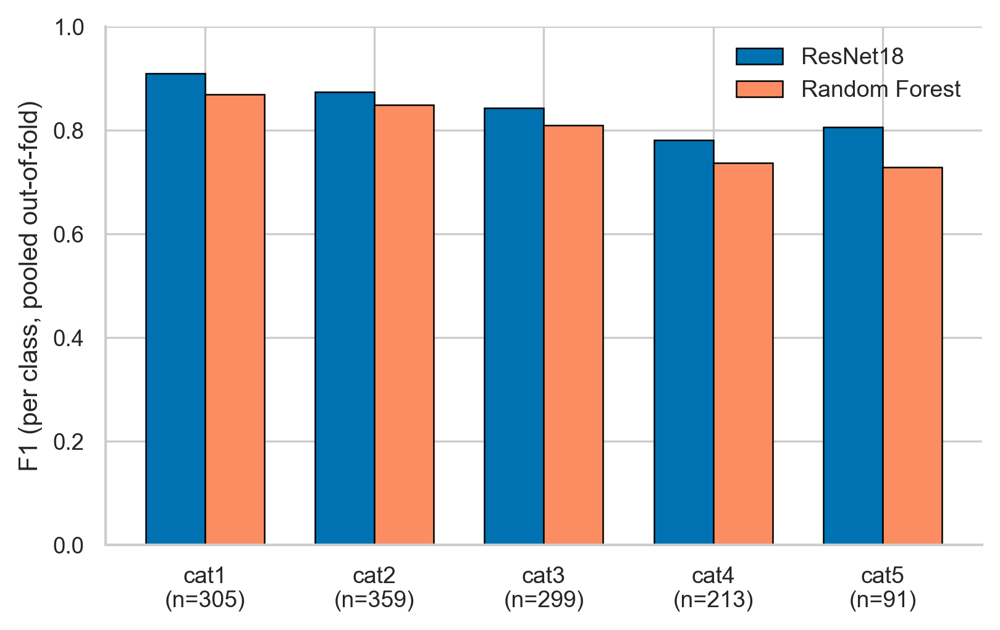 F1 (per class, pooled out-of-fold)
1.0
0.8
0.6
0.4
0.2
0.0
ResNet18
Random Forest
cat1
(n=305)
cat2
(n=359)
cat3
(n=299)
cat4
(n=213)
cat5
(n=91)